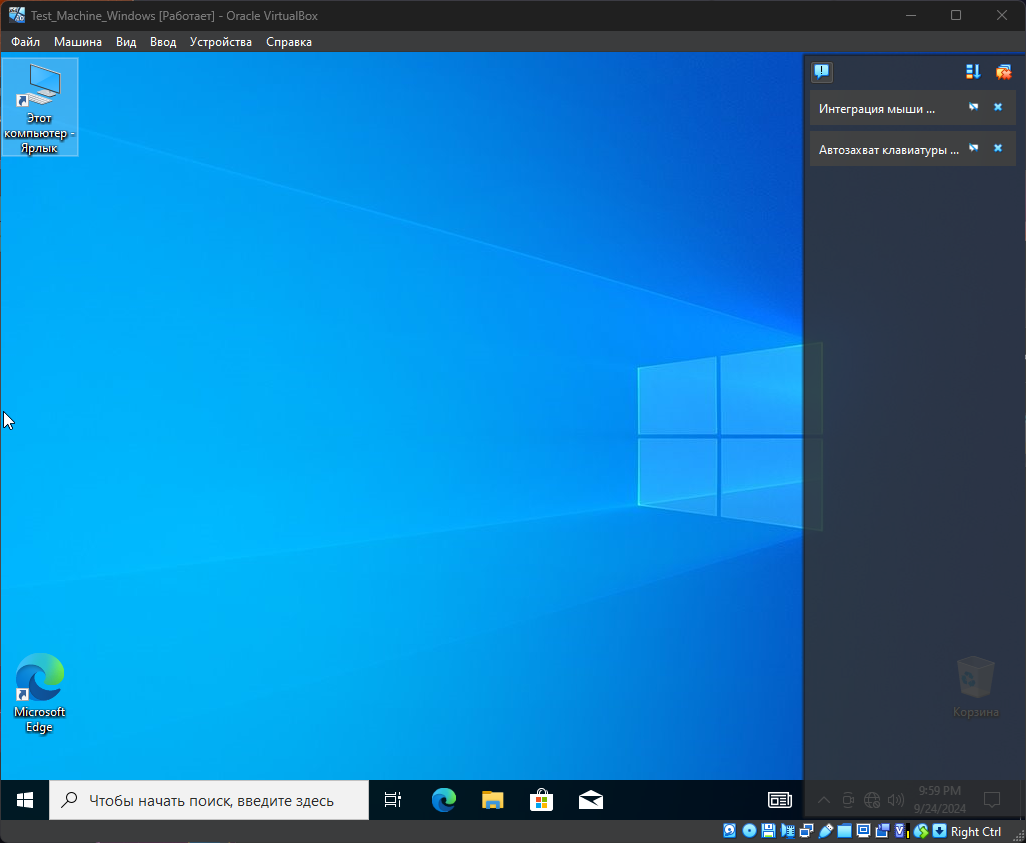 Test_Machine_Windows [Работает] - Oracle VirtualBox
Файл Машина Вид Ввод Устройства Справка
Этот
компьютер -
Ярлык
Интеграция мыши ...
Автозахват клавиатуры ...
Корзина
Microsoft
Edge
Чтобы начать поиск, введите здесь
9:59 PM
9/24/2024
Right Ctrl